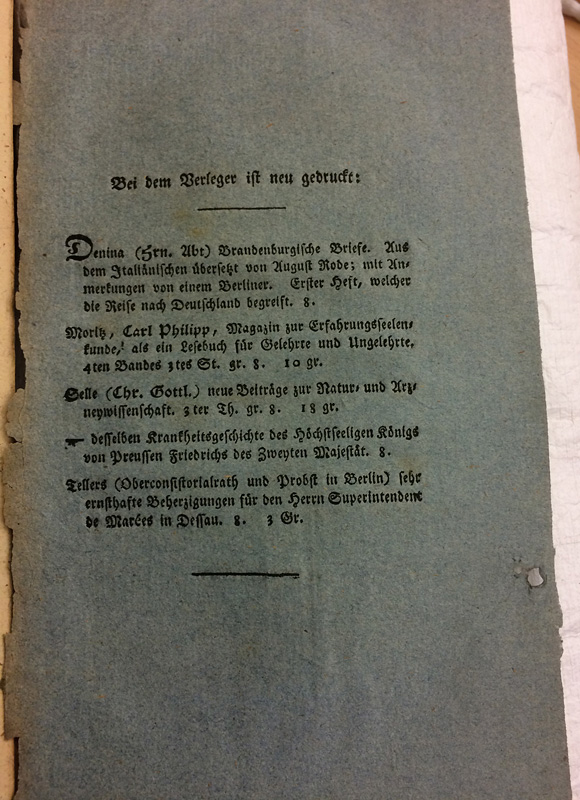 Bei dem Verleger ist neu gedruckt:
Denina (Hrn. Abt) Brandenburgische Briefe. Aus
dem Italiänischen übersetzt von August Rode; mit An-
merkungen von einem Berliner. Erster Heft, welcher
die Reise nach Deutschland begreift. 8.
Moritz, Carl Philipp, Magazin zur Erfahrungsseelen-
kunde, als ein Lesebuch für Gelehrte und Ungelehrte.
4ten Bandes 3tes St. gr. 8. 10 gr.
Selle (Chr. Gottl.) neue Beiträge zur Natur- und Arz-
neywissenschaft. 3ter Th. gr. 8. 18 gr.
— desselben Krankheitsgeschichte des Höchstseeligen Königs
von Preussen Friedrichs des Zweyten Majestät. 8.
Tellers (Oberconsistorialrath und Probst in Berlin) sehr
ernsthafte Beherzigungen für den Herrn Superintendent
de Marées in Dessau. 8. 3 Gr.